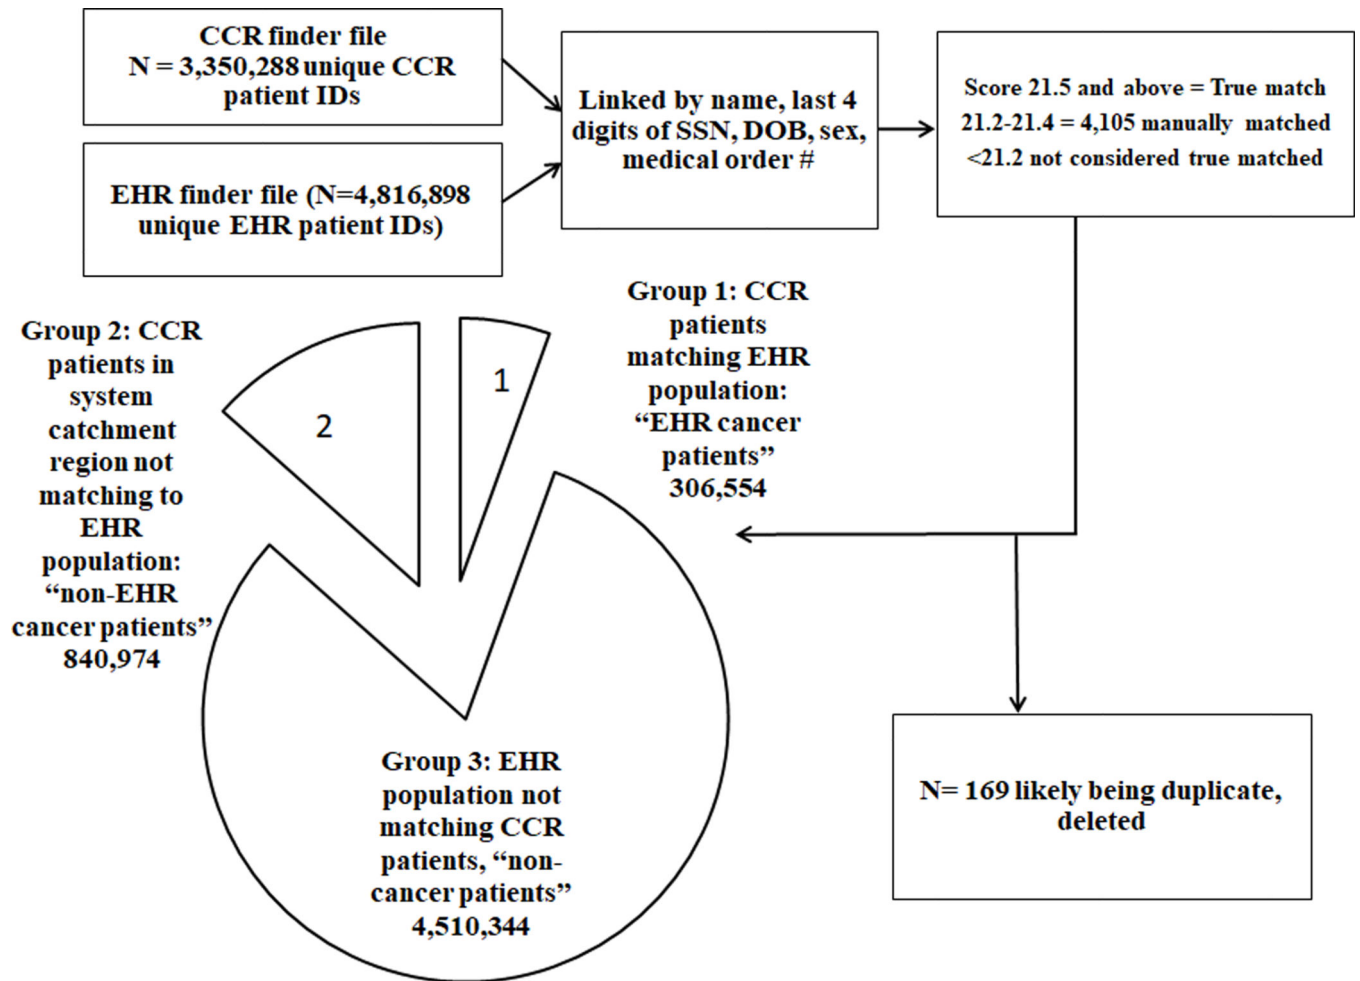 CCR finder file
N = 3,350,288 unique CCR
patient IDs
EHR finder file (N=4,816,898
unique EHR patient IDs)
Linked by name, last 4
digits of SSN, DOB, sex,
medical order #
Score 21.5 and above = True match
21.2-21.4 = 4,105 manually matched
<21.2 not considered true matched
Group 1: CCR
patients
matching EHR
population:
“EHR cancer
patients”
306,554
Group 2: CCR
patients in
system
catchment
region not
matching to
EHR
population:
“non-EHR
cancer patients”
840,974
1
2
Group 3: EHR
population not
matching CCR
patients, “non-
cancer patients”
4,510,344
N= 169 likely being duplicate,
deleted